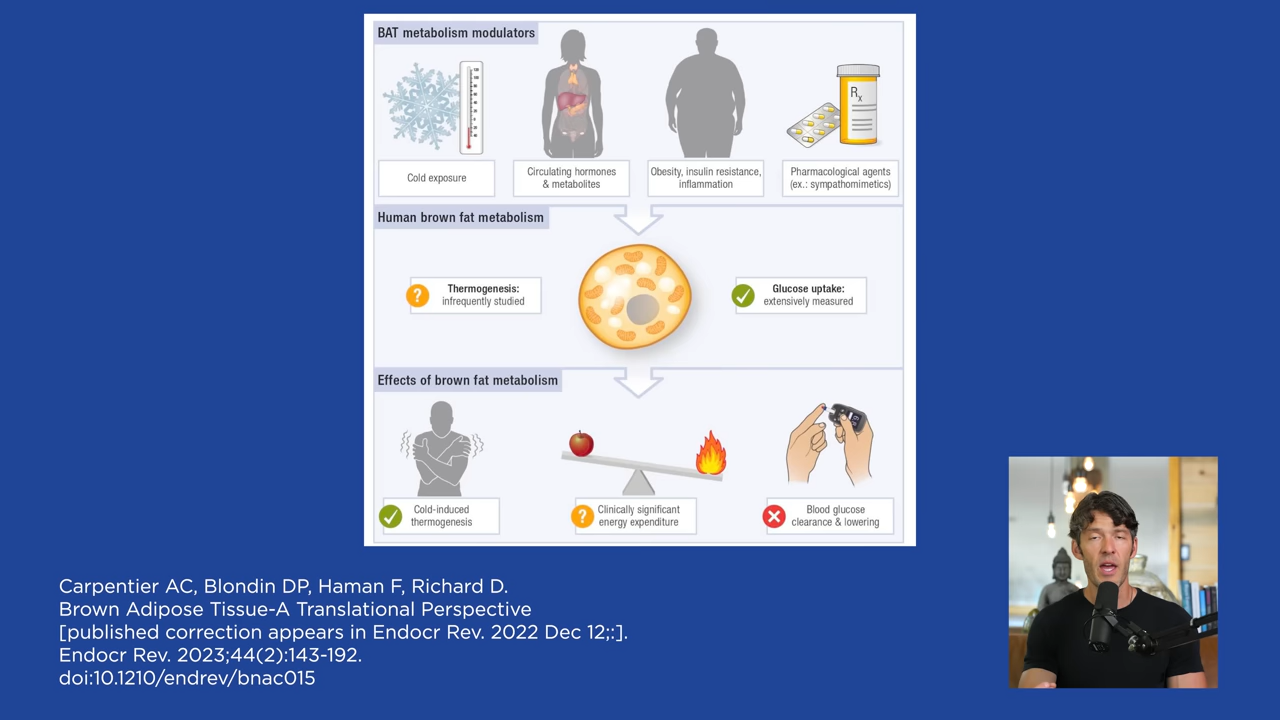 BAT metabolism modulators
Cold exposure
Circulating hormones
& metabolites
Obesity, insulin resistance,
inflammation
Pharmacological agents
(ex.: sympathomimetics)
Rx
Human brown fat metabolism
? Thermogenesis:
infrequently studied
Glucose uptake:
extensively measured
Effects of brown fat metabolism
Cold-induced
thermogenesis
? Clinically significant
energy expenditure
Blood glucose
clearance & lowering
Carpentier AC, Blondin DP, Haman F, Richard D.
Brown Adipose Tissue-A Translational Perspective
[published correction appears in Endocr Rev. 2022 Dec 12;:].
Endocr Rev. 2023;44(2):143-192.
doi:10.1210/endrev/bnac015